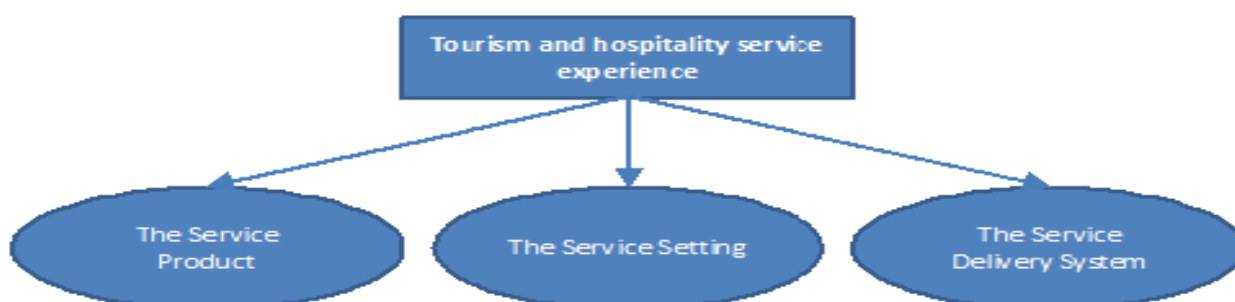 Tourism and hospitality service
experience
The Service
Product
The Service Setting
The Service
Delivery System